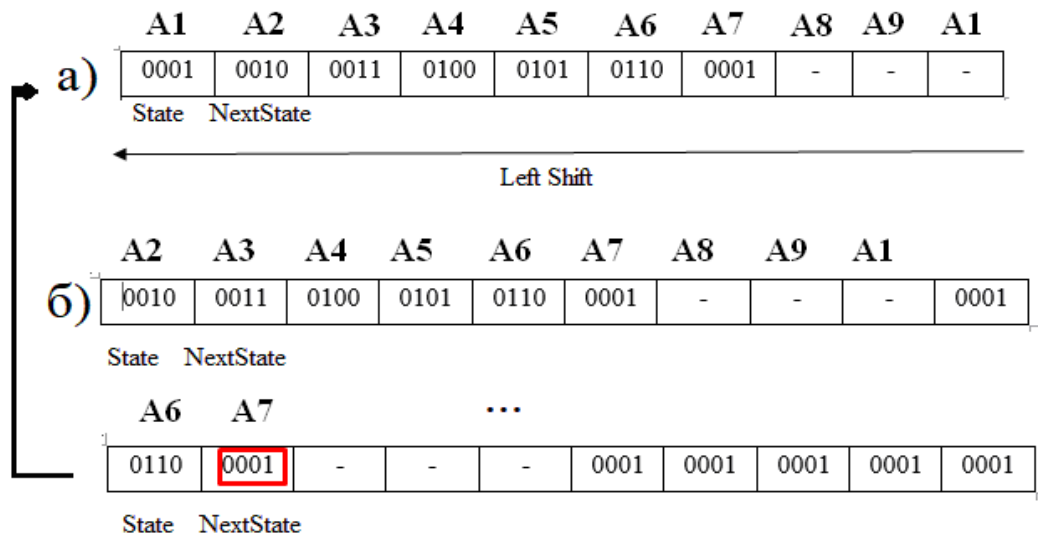 A1 A2 A3 A4 A5 A6 A7 A8 A9 A1
а) 0001 0010 0011 0100 0101 0110 0001 - - -
State NextState
Left Shift
A2 A3 A4 A5 A6 A7 A8 A9 A1
б) 0010 0011 0100 0101 0110 0001 - - - 0001
State NextState
A6 A7 ...
0110 0001 - - - 0001 0001 0001 0001 0001
State NextState